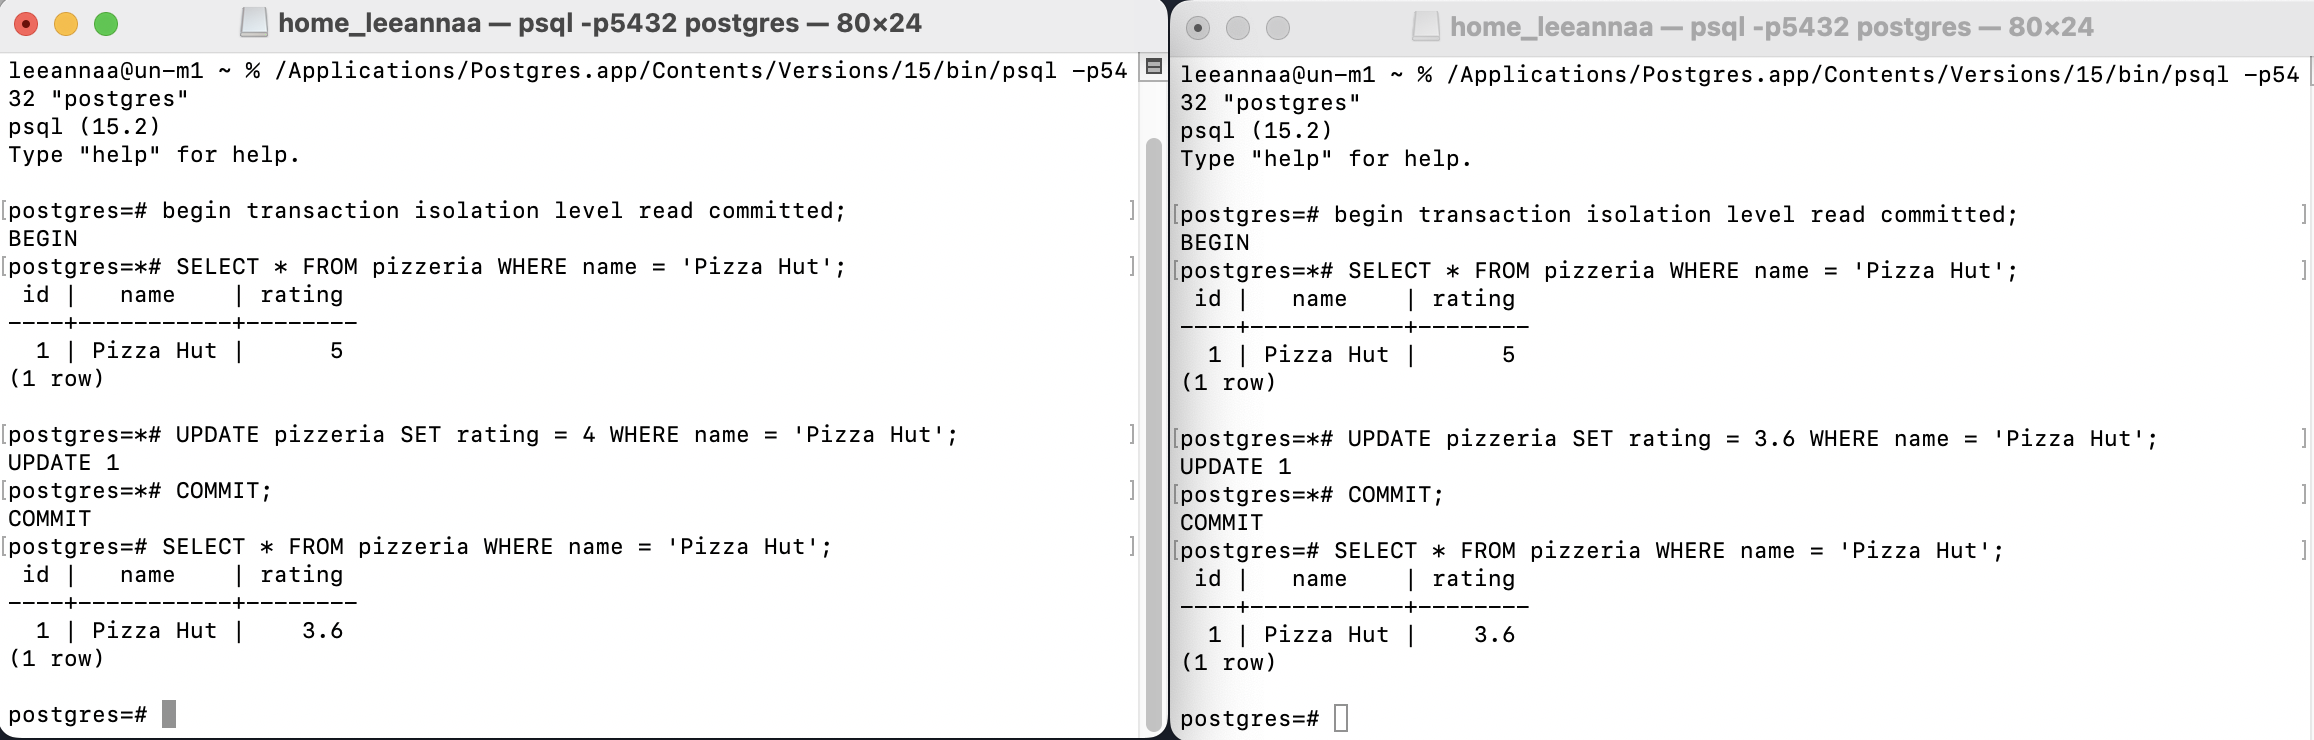 home_leeannaa — psql -p5432 postgres — 80×24
leeannaa@un-m1 ~ % /Applications/Postgres.app/Contents/Versions/15/bin/psql -p54
32 "postgres"
psql (15.2)
Type "help" for help.
[postgres=# begin transaction isolation level read committed; ]
BEGIN
[postgres=*# SELECT * FROM pizzeria WHERE name = 'Pizza Hut'; ]
 id |   name    | rating
----+-----------+--------
  1 | Pizza Hut |      5
(1 row)
[postgres=*# UPDATE pizzeria SET rating = 4 WHERE name = 'Pizza Hut'; ]
UPDATE 1
[postgres=*# COMMIT; ]
COMMIT
[postgres=# SELECT * FROM pizzeria WHERE name = 'Pizza Hut'; ]
 id |   name    | rating
----+-----------+--------
  1 | Pizza Hut |    3.6
(1 row)
postgres=#
home_leeannaa — psql -p5432 postgres — 80×24
leeannaa@un-m1 ~ % /Applications/Postgres.app/Contents/Versions/15/bin/psql -p54
32 "postgres"
psql (15.2)
Type "help" for help.
[postgres=# begin transaction isolation level read committed; ]
BEGIN
[postgres=*# SELECT * FROM pizzeria WHERE name = 'Pizza Hut'; ]
 id |   name    | rating
----+-----------+--------
  1 | Pizza Hut |      5
(1 row)
[postgres=*# UPDATE pizzeria SET rating = 3.6 WHERE name = 'Pizza Hut'; ]
UPDATE 1
[postgres=*# COMMIT; ]
COMMIT
[postgres=# SELECT * FROM pizzeria WHERE name = 'Pizza Hut'; ]
 id |   name    | rating
----+-----------+--------
  1 | Pizza Hut |    3.6
(1 row)
postgres=#